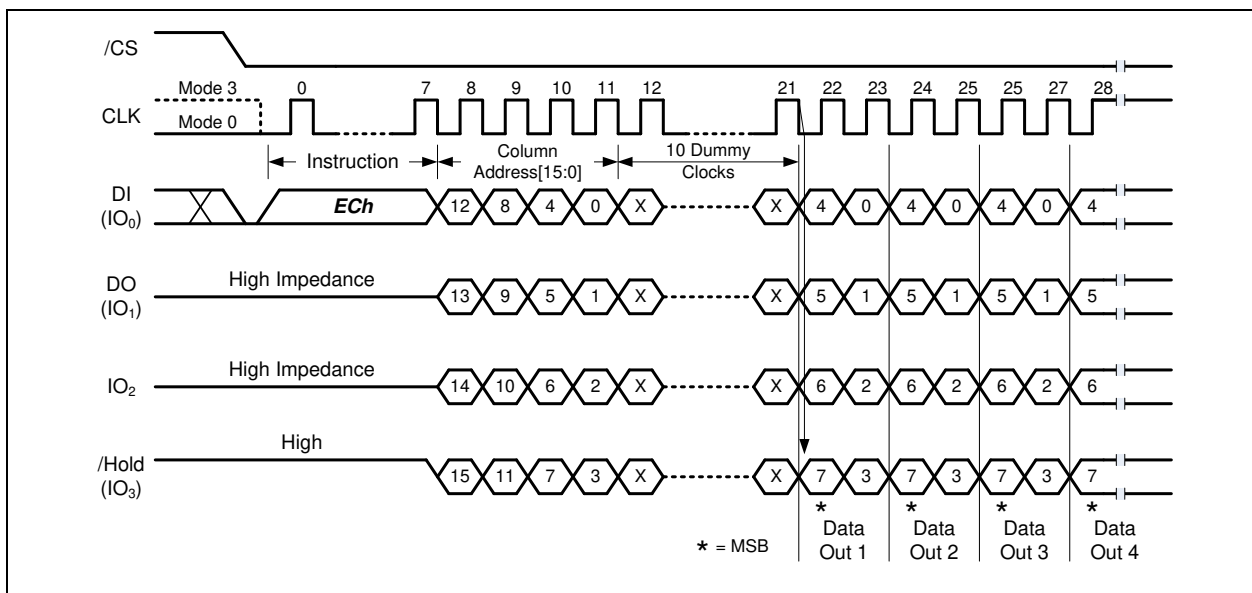 /CS
Mode 3 0 7 8 9 10 11 12 21 22 23 24 25 25 27 28
CLK
Mode 0
Instruction Column 10 Dummy
Address[15:0] Clocks
DI
(IO0) ECh 12 8 4 0 X X 4 0 4 0 4 0 4
High Impedance
DO
(IO1) 13 9 5 1 X X 5 1 5 1 5 1 5
High Impedance
IO2 14 10 6 2 X X 6 2 6 2 6 2 6
High
/Hold
(IO3) 15 11 7 3 X X 7 3 7 3 7 3 7
* * * *
* = MSB Data Data Data Data
Out 1 Out 2 Out 3 Out 4